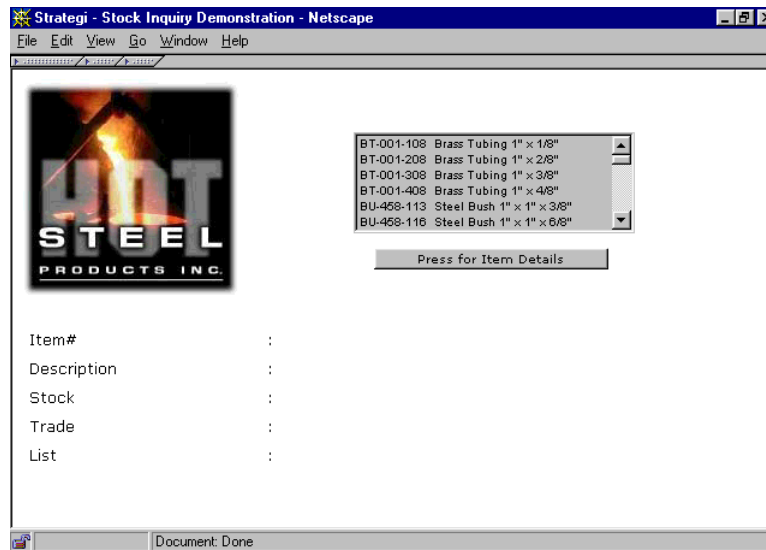 Strategi - Stock Inquiry Demonstration - Netscape
File Edit View Go Window Help
HOT
STEEL
PRODUCTS INC.
BT-001-108 Brass Tubing 1" x 1/8"
BT-001-208 Brass Tubing 1" x 2/8"
BT-001-308 Brass Tubing 1" x 3/8"
BT-001-408 Brass Tubing 1" x 4/8"
BU-458-113 Steel Bush 1" x 1" x 3/8"
BU-458-116 Steel Bush 1" x 1" x 6/8"
Press for Item Details
Item# :
Description :
Stock :
Trade :
List :
Document: Done